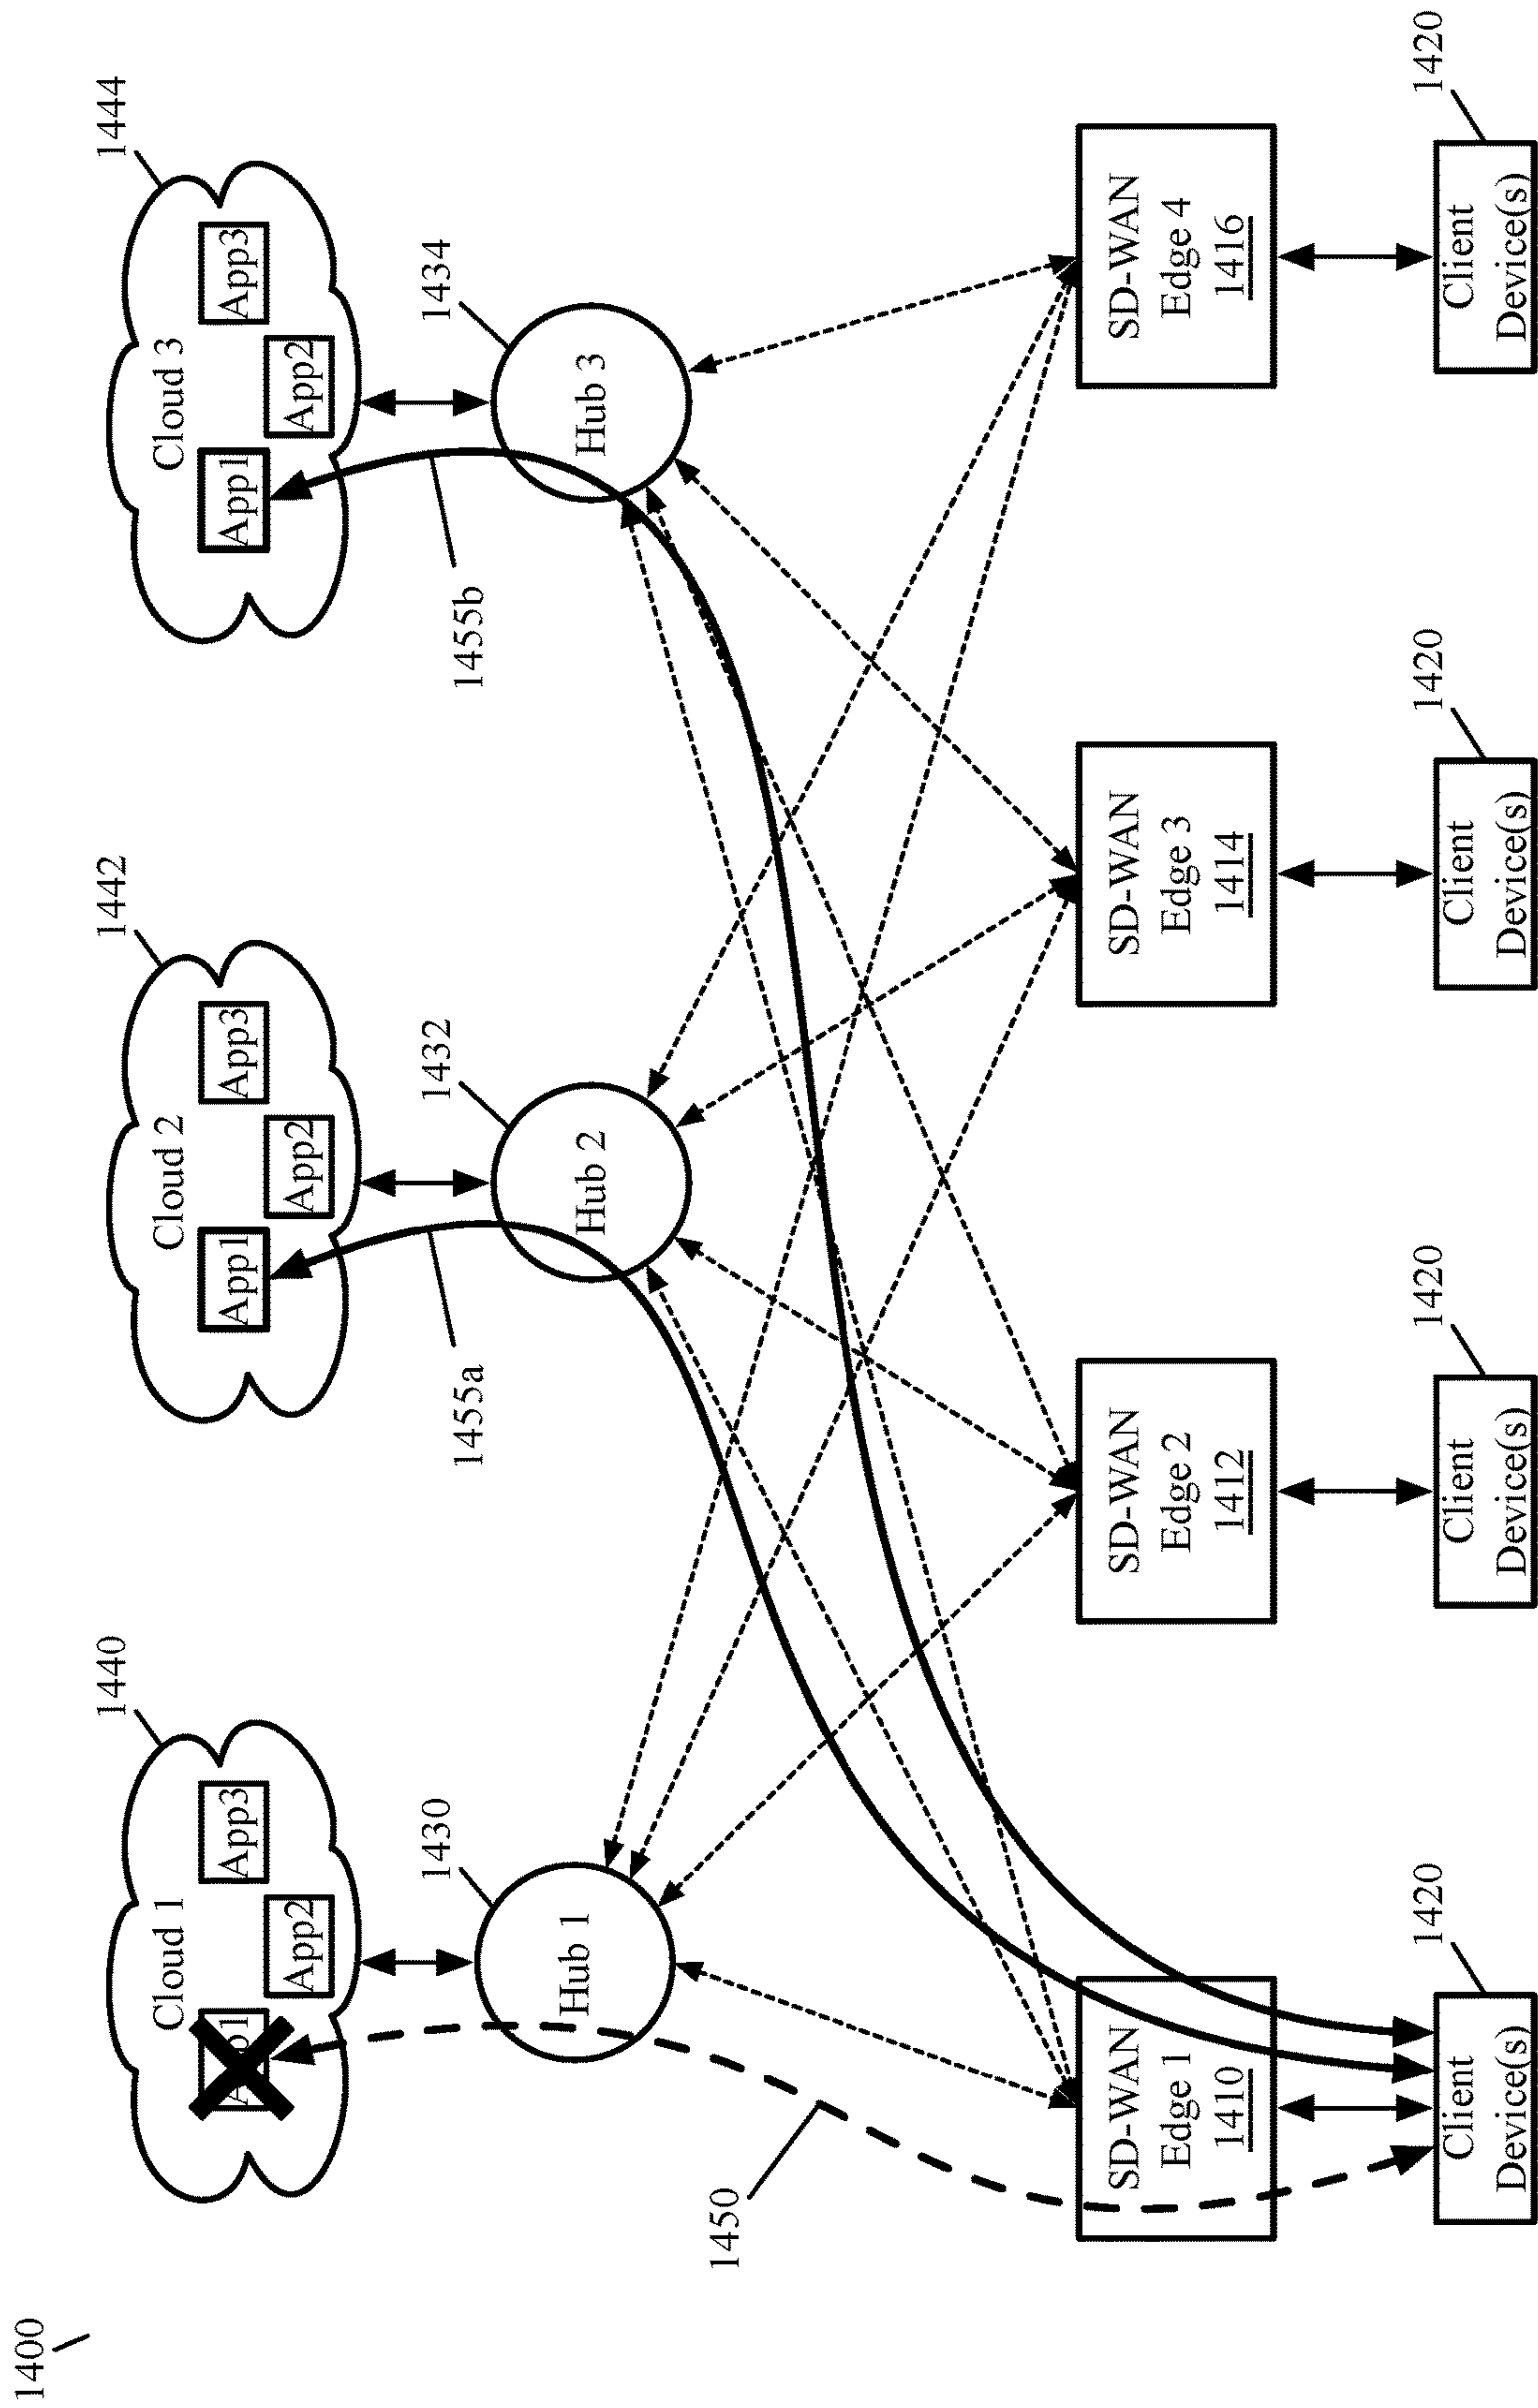 1400
1440
1442
1444
Cloud 1
Cloud 2
Cloud 3
App3
App1
App3
App1
App3
App2
App2
App2
1430
1432
1434
1455a
1455b
Hub 1
Hub 2
Hub 3
1450
SD-WAN
Edge 1
1410
SD-WAN
Edge 2
1412
SD-WAN
Edge 3
1414
SD-WAN
Edge 4
1416
1420
1420
1420
1420
Client
Device(s)
Client
Device(s)
Client
Device(s)
Client
Device(s)